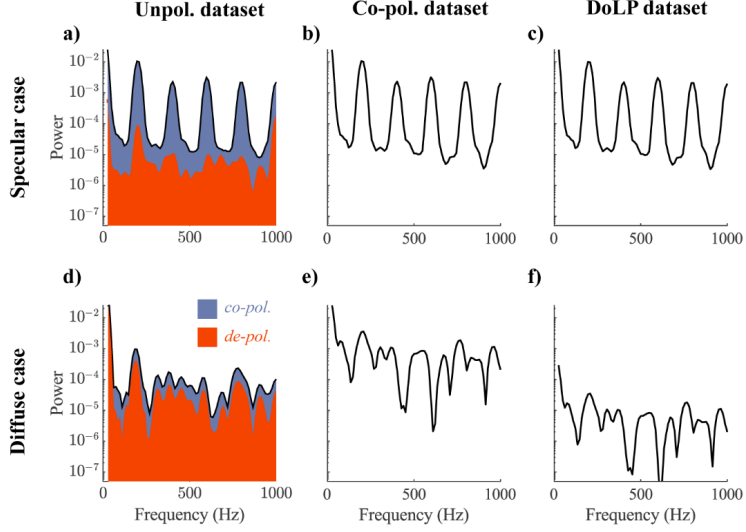 Unpol. dataset Co-pol. dataset DoLP dataset
a) b) c)
Specular case
Power
10⁻²
10⁻³
10⁻⁴
10⁻⁵
10⁻⁶
10⁻⁷
0 500 1000 0 500 1000 0 500 1000
d) e) f)
Diffuse case
Power
10⁻²
10⁻³
10⁻⁴
10⁻⁵
10⁻⁶
10⁻⁷
co-pol.
de-pol.
0 500 1000 0 500 1000 0 500 1000
Frequency (Hz) Frequency (Hz) Frequency (Hz)